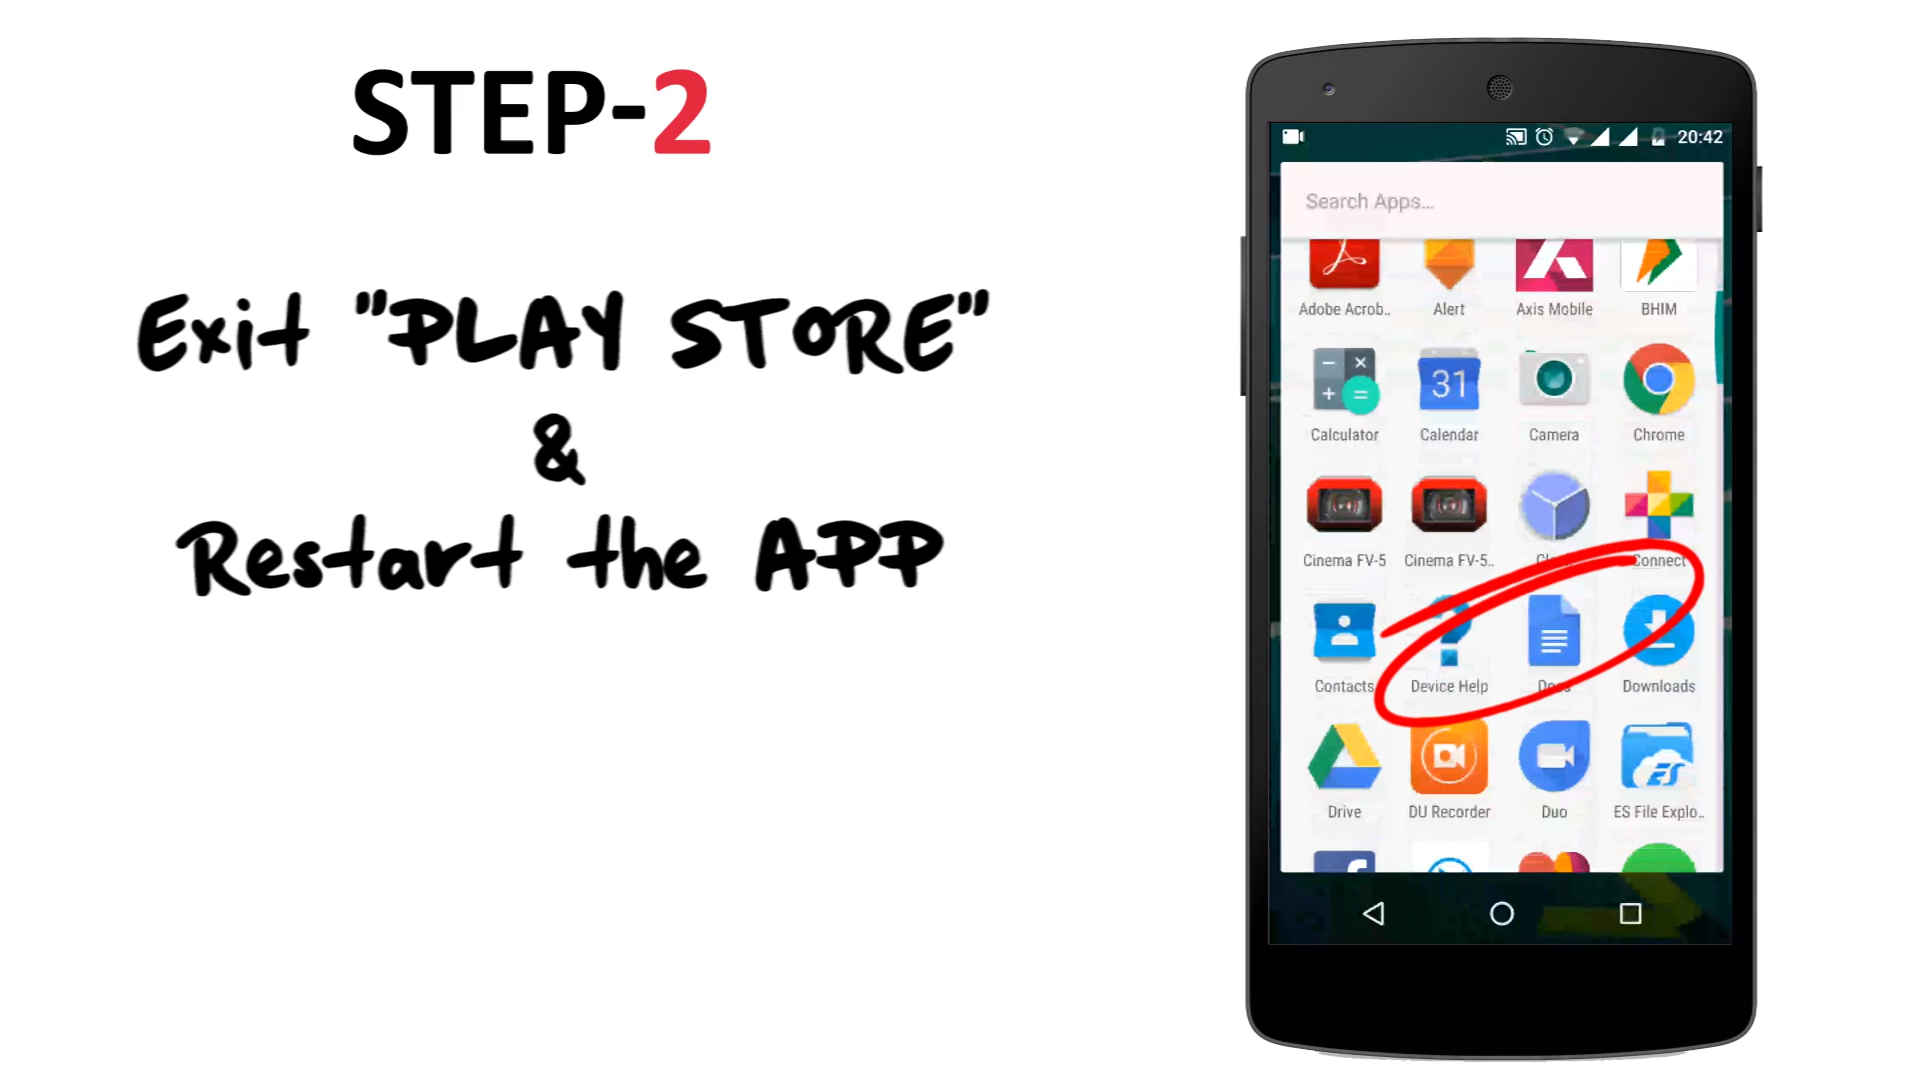 STEP-2
Exit "PLAY STORE"
&
Restart the APP
20:42
Search Apps...
Adobe Acrob..
Alert
Axis Mobile
BHIM
31
Calculator
Calendar
Camera
Chrome
Cinema FV-5
Cinema FV-5..
Connect
Contacts
Device Help
Docs
Downloads
ES
Drive
DU Recorder
Duo
ES File Explo..